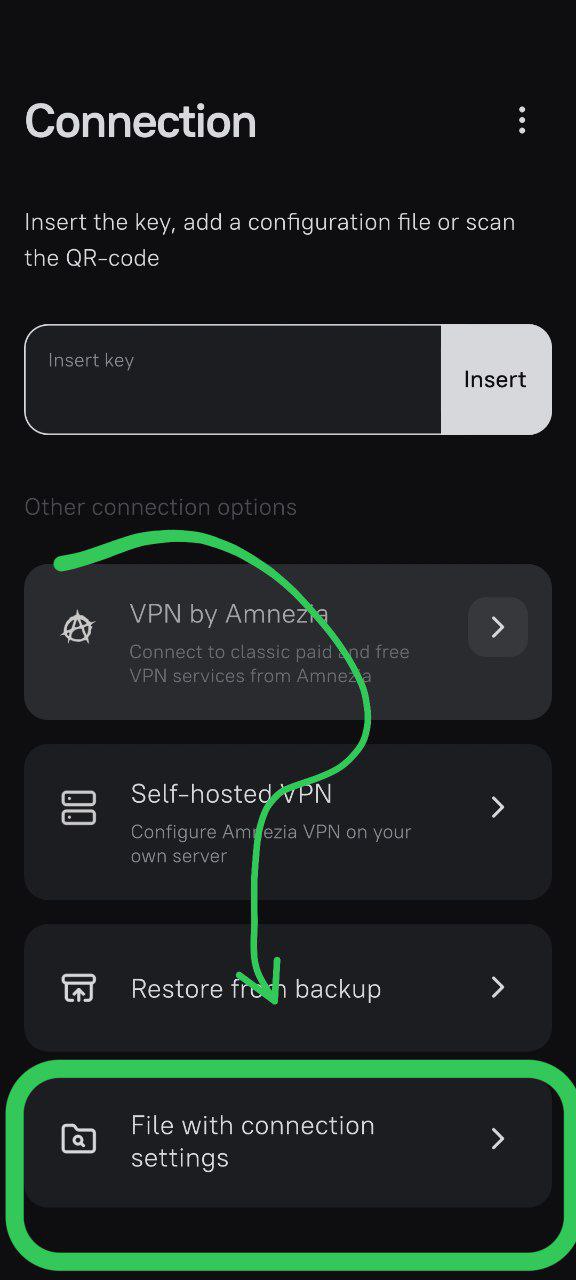 Connection
Insert the key, add a configuration file or scan
the QR-code
Insert key
Insert
Other connection options
VPN by Amnezia
Connect to classic paid and free
VPN services from Amnezia
Self-hosted VPN
Configure Amnezia VPN on your
own server
Restore from backup
File with connection
settings